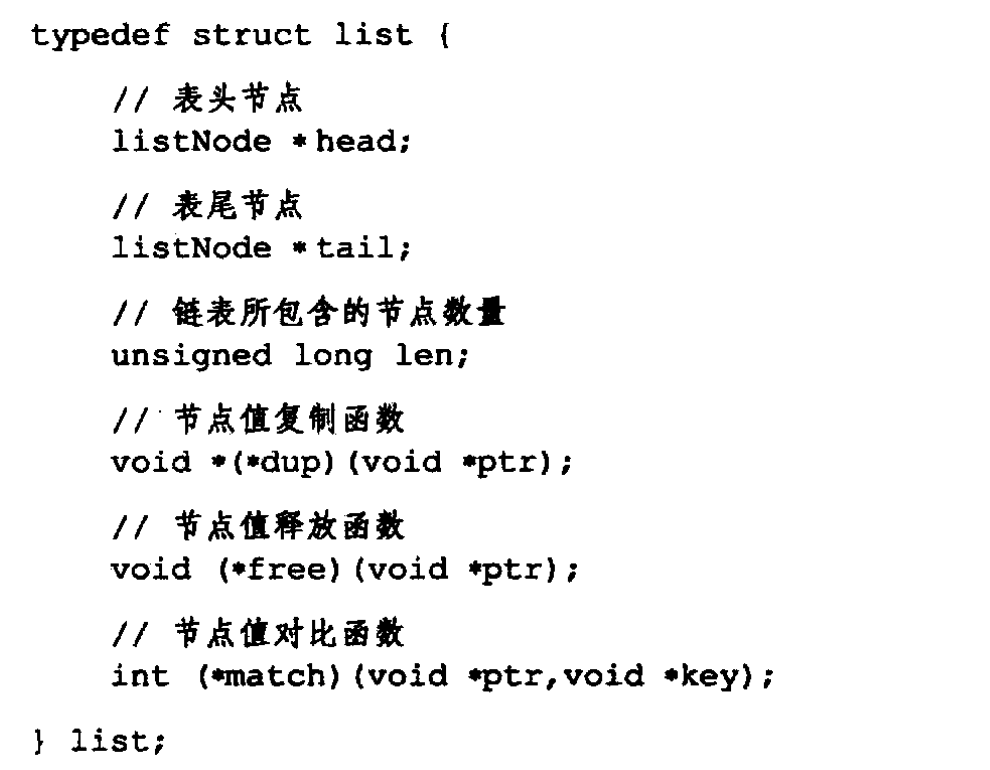 typedef struct list {
// 表头节点
listNode *head;
// 表尾节点
listNode *tail;
// 链表所包含的节点数量
unsigned long len;
// 节点值复制函数
void *(*dup)(void *ptr);
// 节点值释放函数
void (*free)(void *ptr);
// 节点值对比函数
int (*match)(void *ptr,void *key);
} list;